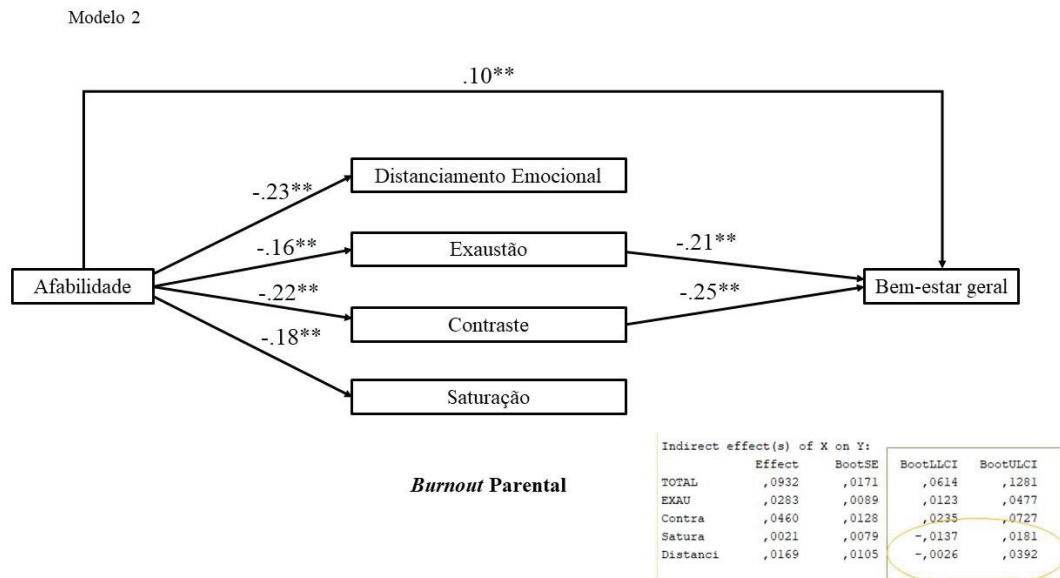 Modelo 2
.10**
Distanciamento Emocional
-.23**
-.16**
Exaustão
-.21**
Afabilidade
-.22**
-.25**
Bem-estar geral
Contraste
-.18**
Saturação
Burnout Parental
Indirect effect(s) of X on Y:
Effect BootSE BootLLCI BootULCI
TOTAL ,0932 ,0171 ,0614 ,1281
EXAU ,0283 ,0089 ,0123 ,0477
Contra ,0460 ,0128 ,0235 ,0727
Satura ,0021 ,0079 -,0137 ,0181
Distanci ,0169 ,0105 -,0026 ,0392